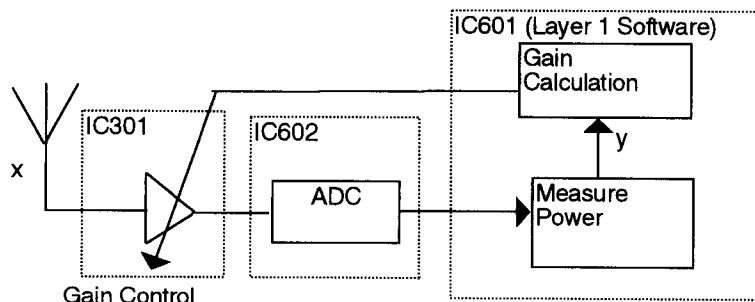 IC601 (Layer 1 Software)
Gain
Calculation
IC301
IC602
x
y
ADC
Measure
Power
Gain Control